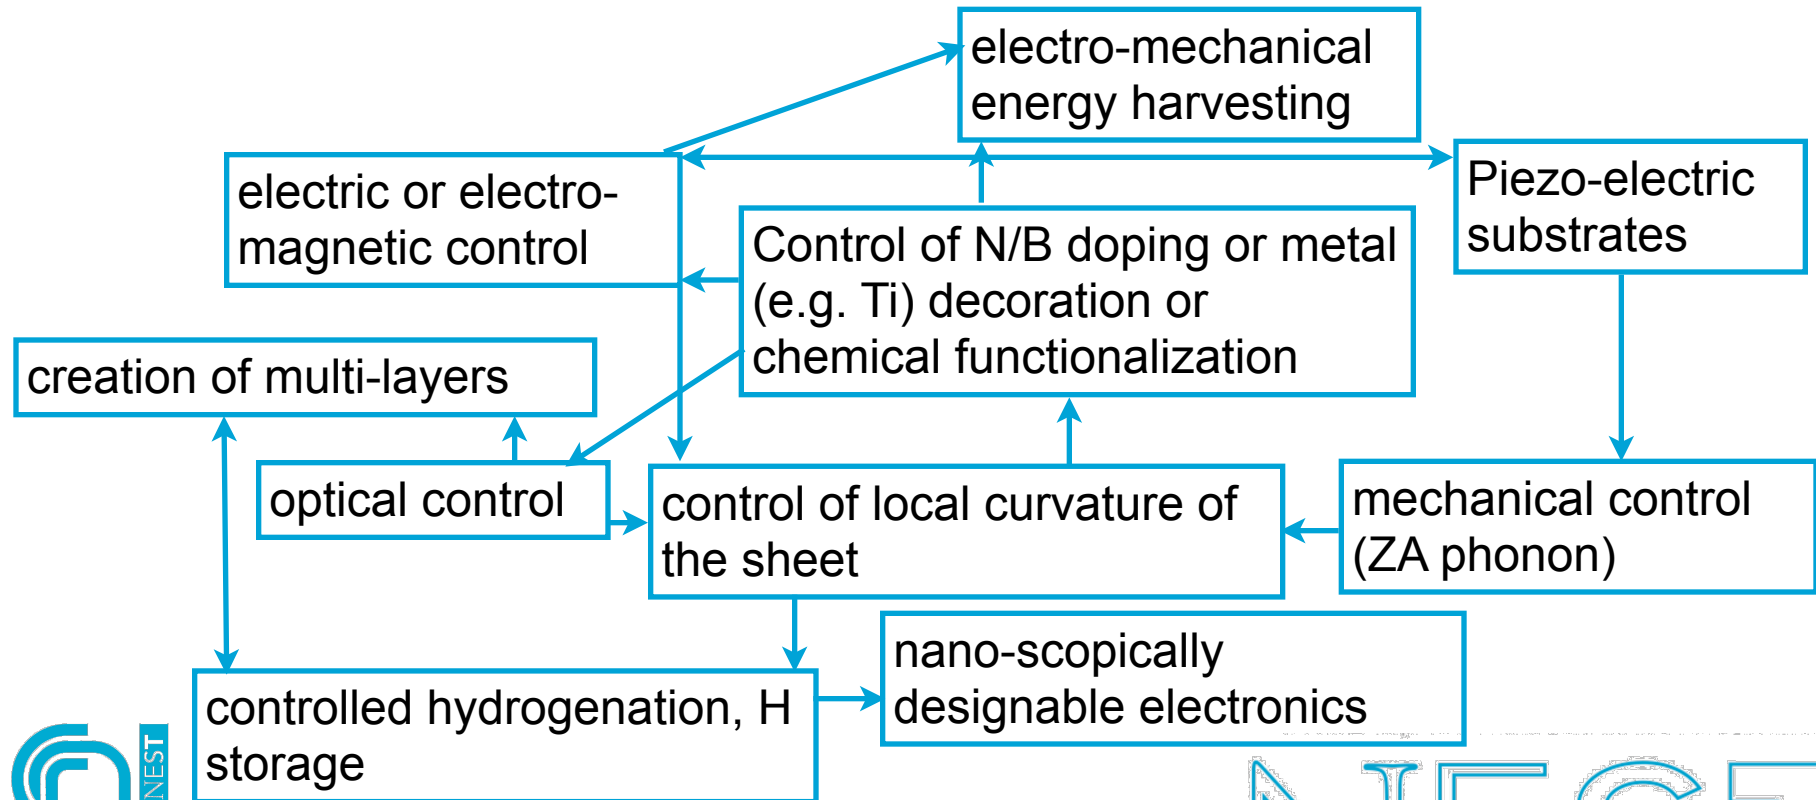 electro-mechanical
energy harvesting
electric or electro-
magnetic control
Piezo-electric
substrates
Control of N/B doping or metal
(e.g. Ti) decoration or
chemical functionalization
creation of multi-layers
optical control
control of local curvature of
the sheet
mechanical control
(ZA phonon)
nano-scopically
designable electronics
controlled hydrogenation, H
storage
NEST